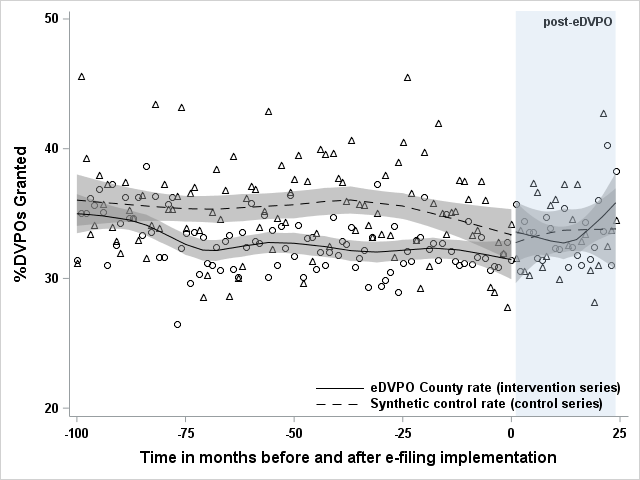 50
post-eDVPO
40
%DVPOs Granted
30
eDVPO County rate (intervention series)
Synthetic control rate (control series)
20
-100 -75 -50 -25 0 25
Time in months before and after e-filing implementation